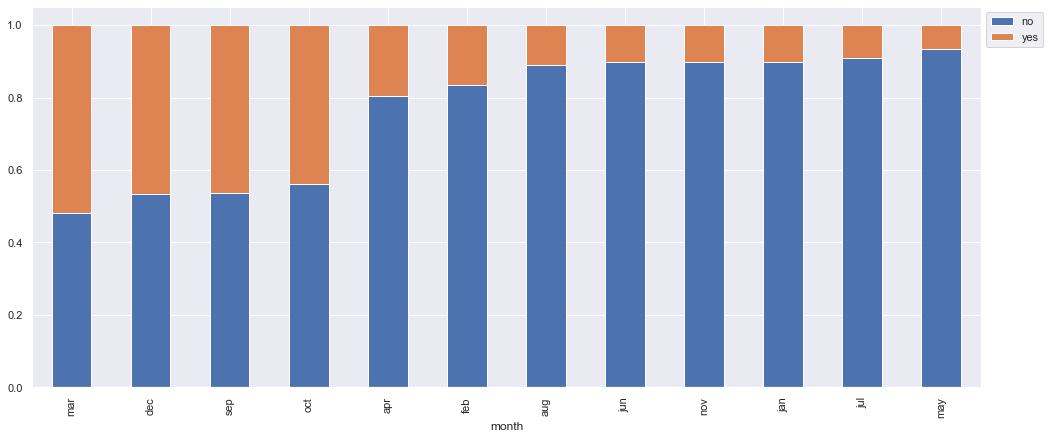 1.0
0.8
0.6
0.4
0.2
0.0
no
yes
mar
dec
sep
oct
apr
feb
aug
jun
nov
jan
jul
may
month